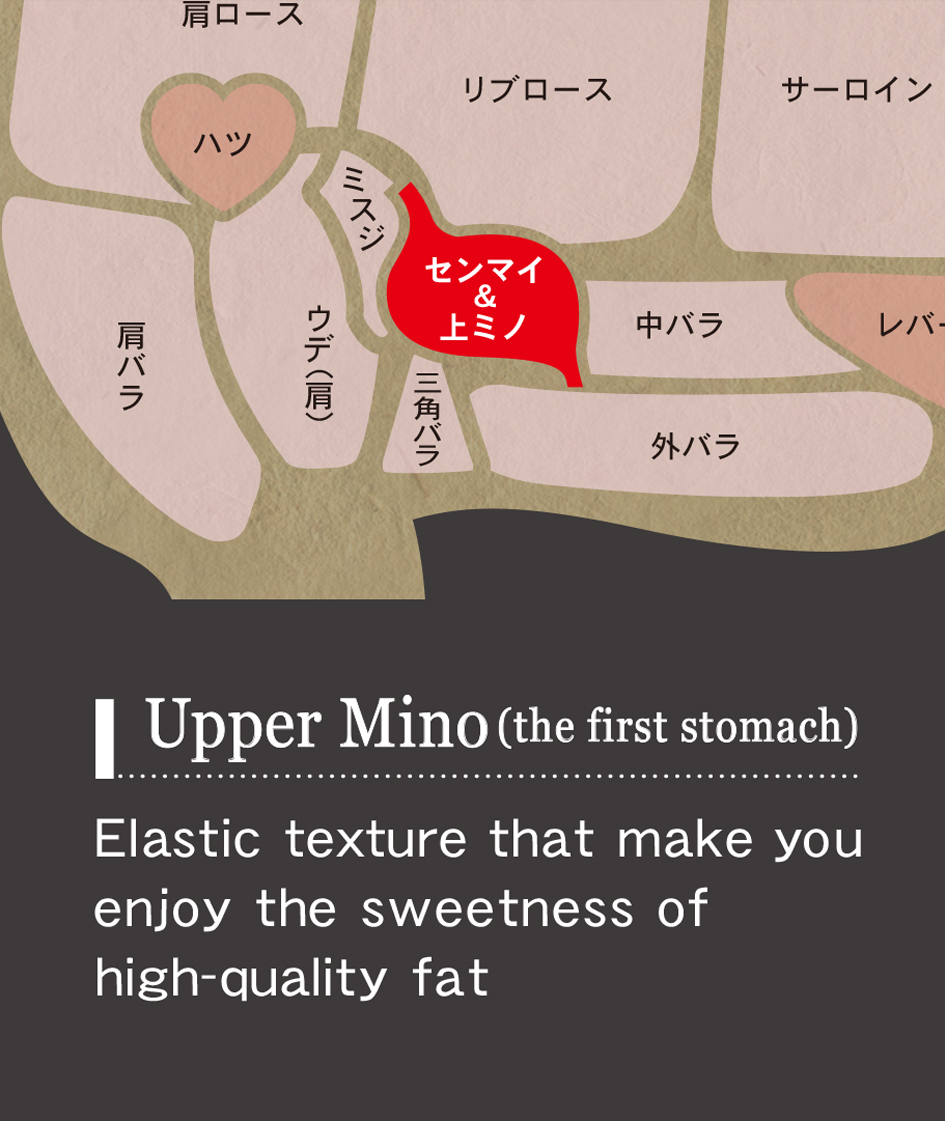 肩ロース
リブロース
サーロイン
ハツ
ミスジ
センマイ
&
上ミノ
中バラ
肩バラ
ウデ(肩)
三角バラ
外バラ
Upper Mino (the first stomach)
Elastic texture that make you
enjoy the sweetness of
high-quality fat